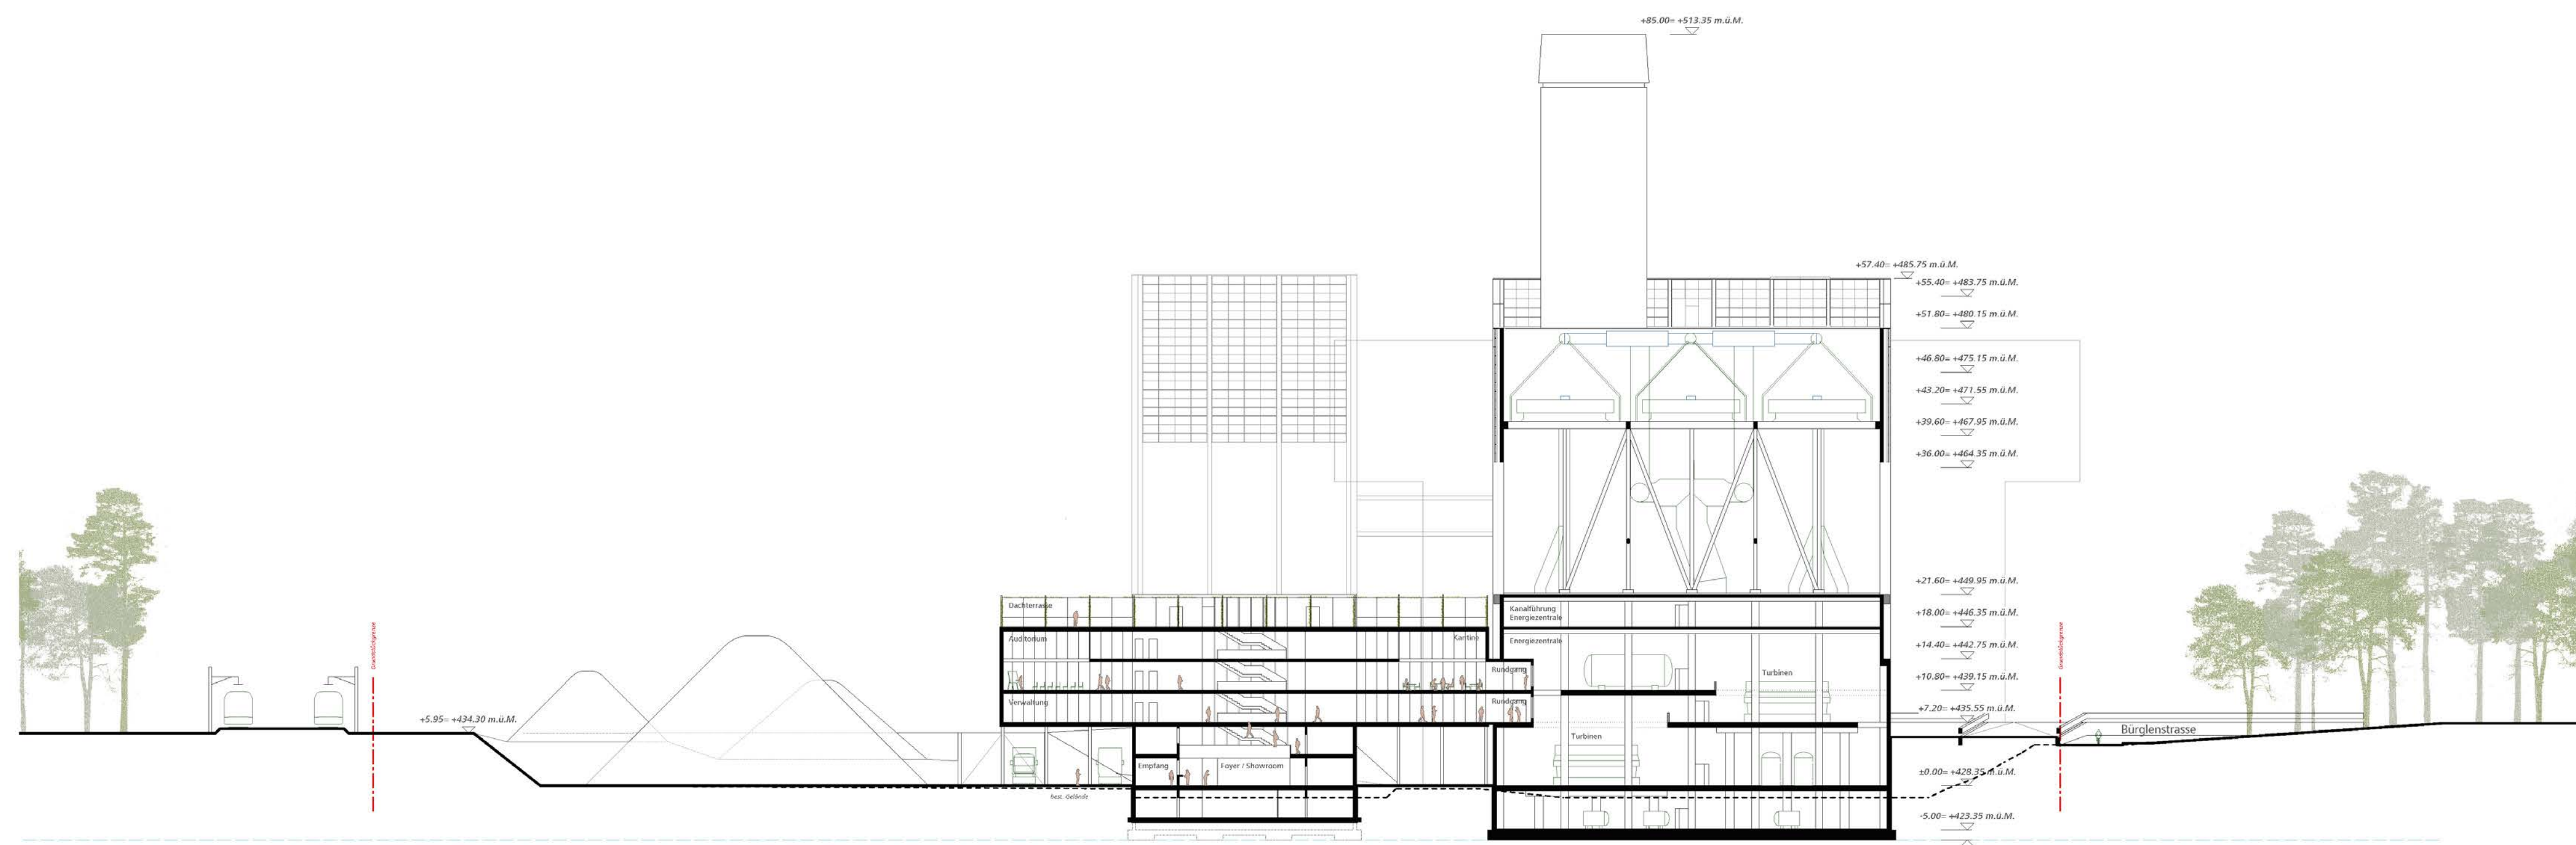 +85.00= +513.35 m.ü.M.
+57.40= +485.75 m.ü.M.
+55.40= +483.75 m.ü.M.
+51.80= +480.15 m.ü.M.
+46.80= +475.15 m.ü.M.
+43.20= +471.55 m.ü.M.
+39.60= +467.95 m.ü.M.
+36.00= +464.35 m.ü.M.
+21.60= +449.95 m.ü.M.
+18.00= +446.35 m.ü.M.
+14.40= +442.75 m.ü.M.
+10.80= +439.15 m.ü.M.
+7.20= +435.55 m.ü.M.
±0.00= +428.35 m.ü.M.
-5.00= +423.35 m.ü.M.
+5.95= +434.30 m.ü.M.
Grundstücksgrenze
Dachterrasse
Auditorium
Kantine
Rundgang
Verwaltung
Rundgang
Empfang
Foyer / Showroom
best. Gelände
Kanalführung
Energiezentrale
Energiezentrale
Turbinen
Turbinen
Grundstücksgrenze
Bürglenstrasse